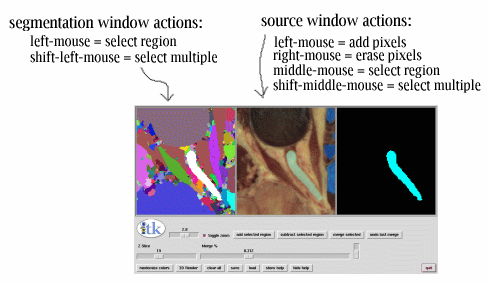 segmentation window actions:
left-mouse = select region
shift-left-mouse = select multiple
source window actions:
left-mouse = add pixels
right-mouse = erase pixels
middle-mouse = select region
shift-middle-mouse = select multiple
itk
2.0
toggle zoom
add selected region
subtract selected region
merge selected
undo last merge
Z Slice
Merge %
19
0.212
randomize colors
3D Render
clear all
save
load
show help
hide help
quit